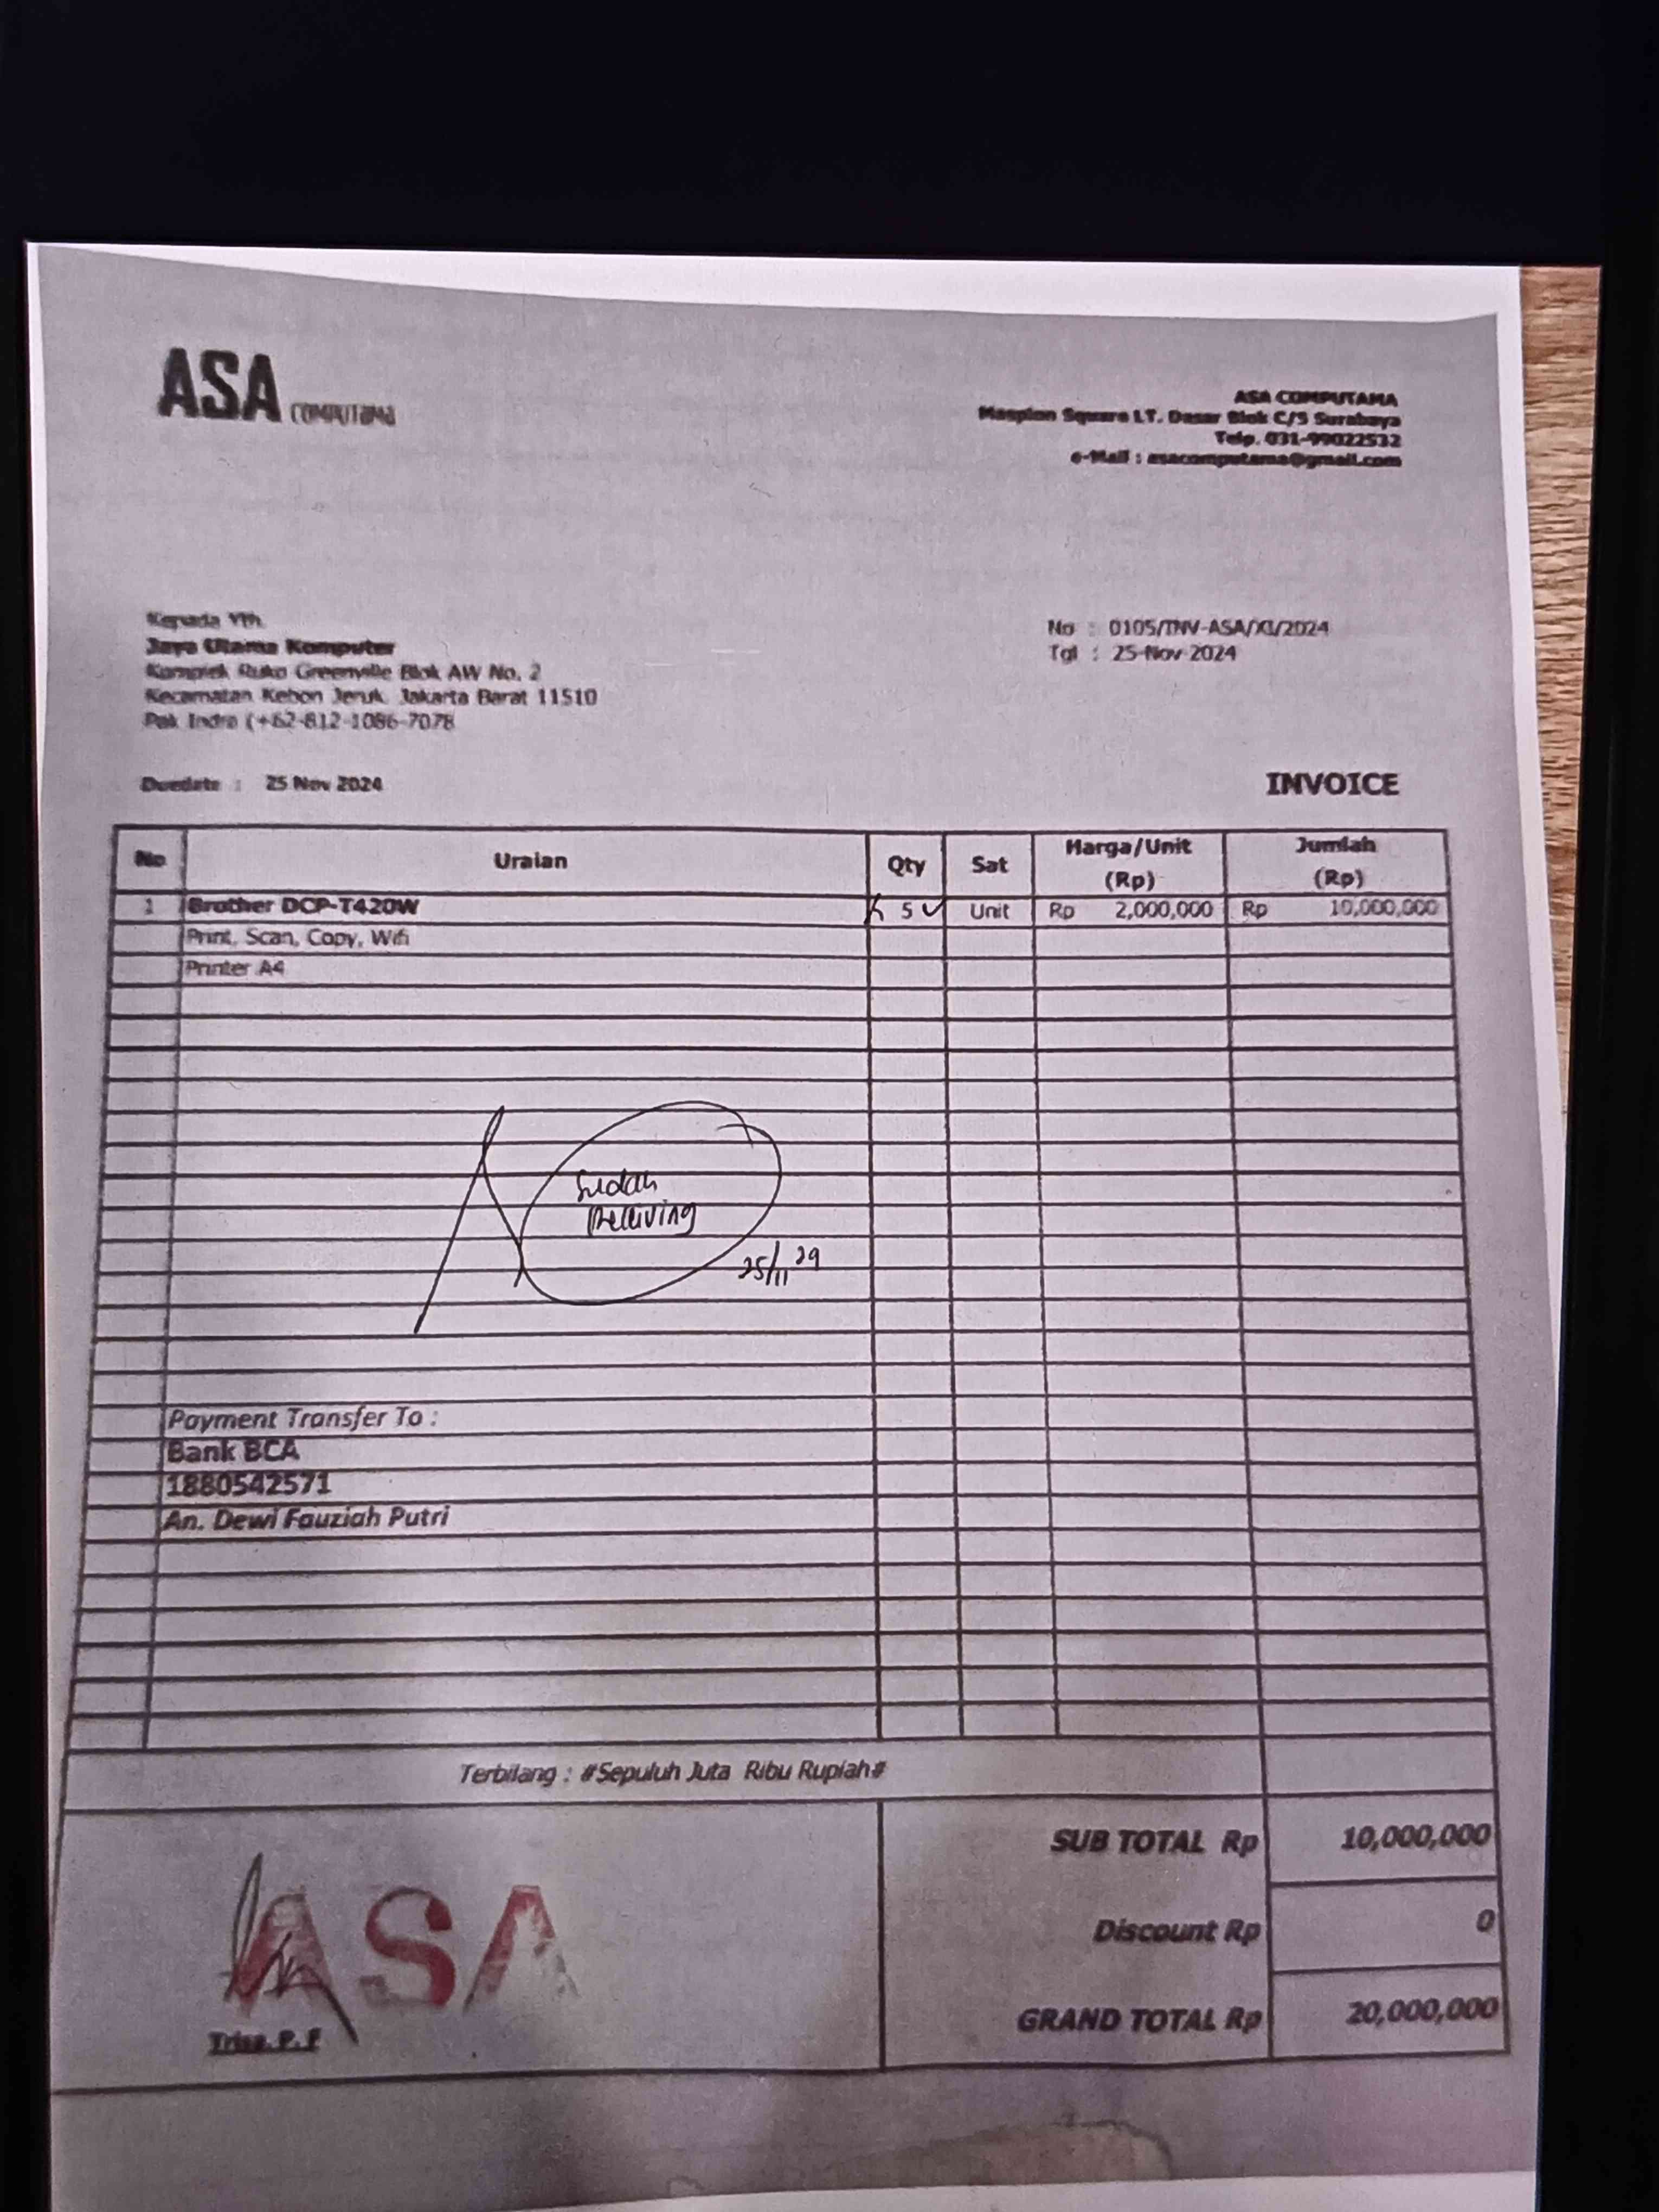 ASA COMPUTAMA
ASA COMPUTAMA
Maspion Square LT. Dasar Blok C/5 Surabaya
Telp. 031-99022532
e-Mail : asacomputama@gmail.com
Kepada Yth.
Jaya Utama Komputer
Komplek Ruko Greenville Blok AW No. 2
Kecamatan Kebon Jeruk, Jakarta Barat 11510
Pak Indra (+62-812-1086-7078
No : 0105/INV-ASA/XI/2024
Tgl : 25-Nov-2024
Duedate : 25 Nov 2024
INVOICE
No Uraian Qty Sat Harga/Unit (Rp) Jumlah (Rp)
1 Brother DCP-T420W 5 Unit Rp 2,000,000 Rp 10,000,000
Print, Scan, Copy, Wifi
Printer A4
Sudah
Receiving
25/11
Payment Transfer To :
Bank BCA
1880542571
An. Dewi Fauziah Putri
Terbilang : #Sepuluh Juta Ribu Rupiah#
SUB TOTAL Rp 10,000,000
Discount Rp 0
GRAND TOTAL Rp 20,000,000
ASA